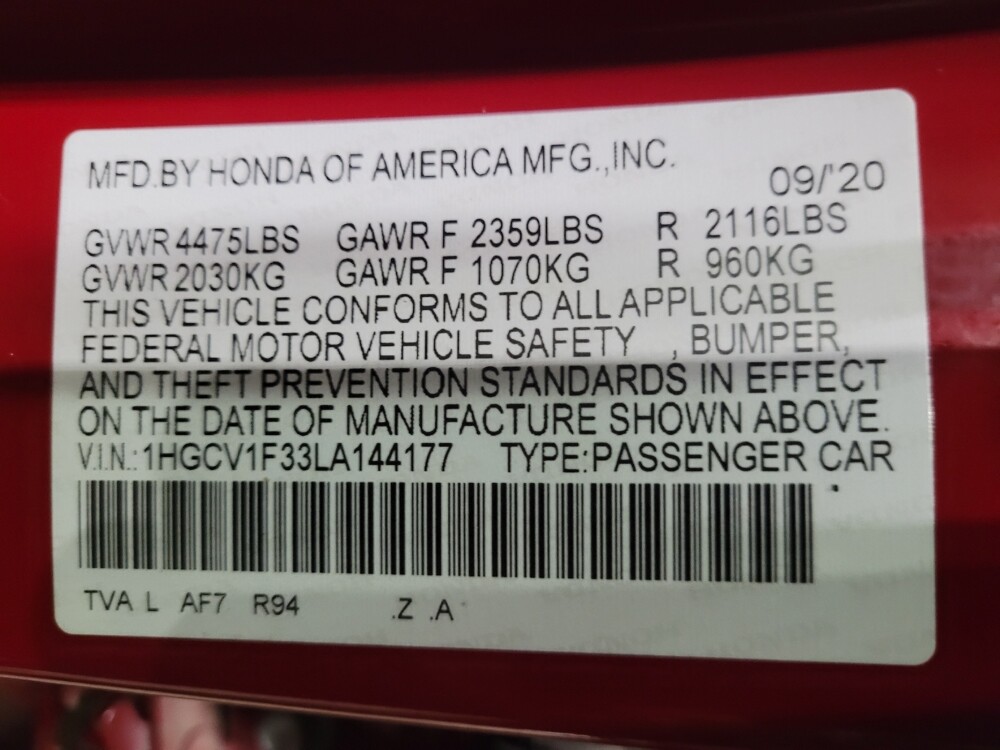 MFD.BY HONDA OF AMERICA MFG.,INC.
09/'20
GVWR 4475LBS GAWR F 2359LBS R 2116LBS
GVWR 2030KG GAWR F 1070KG R 960KG
THIS VEHICLE CONFORMS TO ALL APPLICABLE
FEDERAL MOTOR VEHICLE SAFETY , BUMPER,
AND THEFT PREVENTION STANDARDS IN EFFECT
ON THE DATE OF MANUFACTURE SHOWN ABOVE.
V.I.N.: 1HGCV1F33LA144177 TYPE:PASSENGER CAR
TVA L AF7 R94 .Z .A